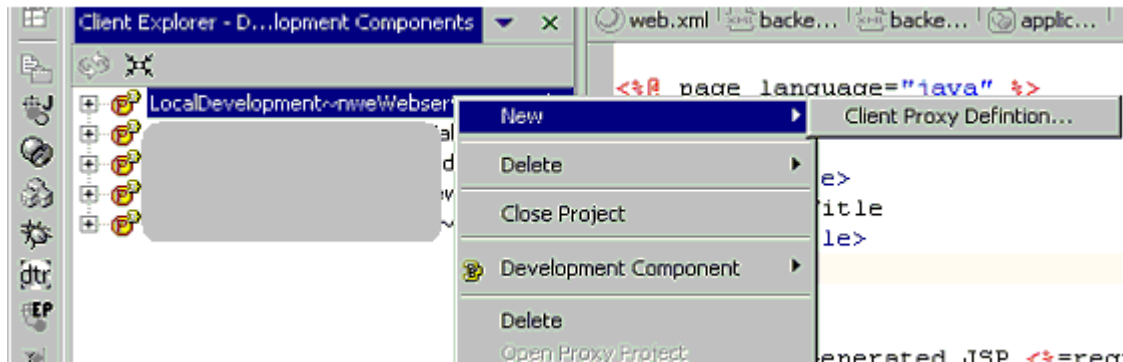 Client Explorer - D...lopment Components
web.xml backe... backe... applic...
<%@ page language="java" %>
LocalDevelopment~nweWebser
New
Client Proxy Defintion...
Delete
e>
Close Project
itle
le>
Development Component
dtr
EP
Delete
Open Proxy Project
enerated JSP <%=req